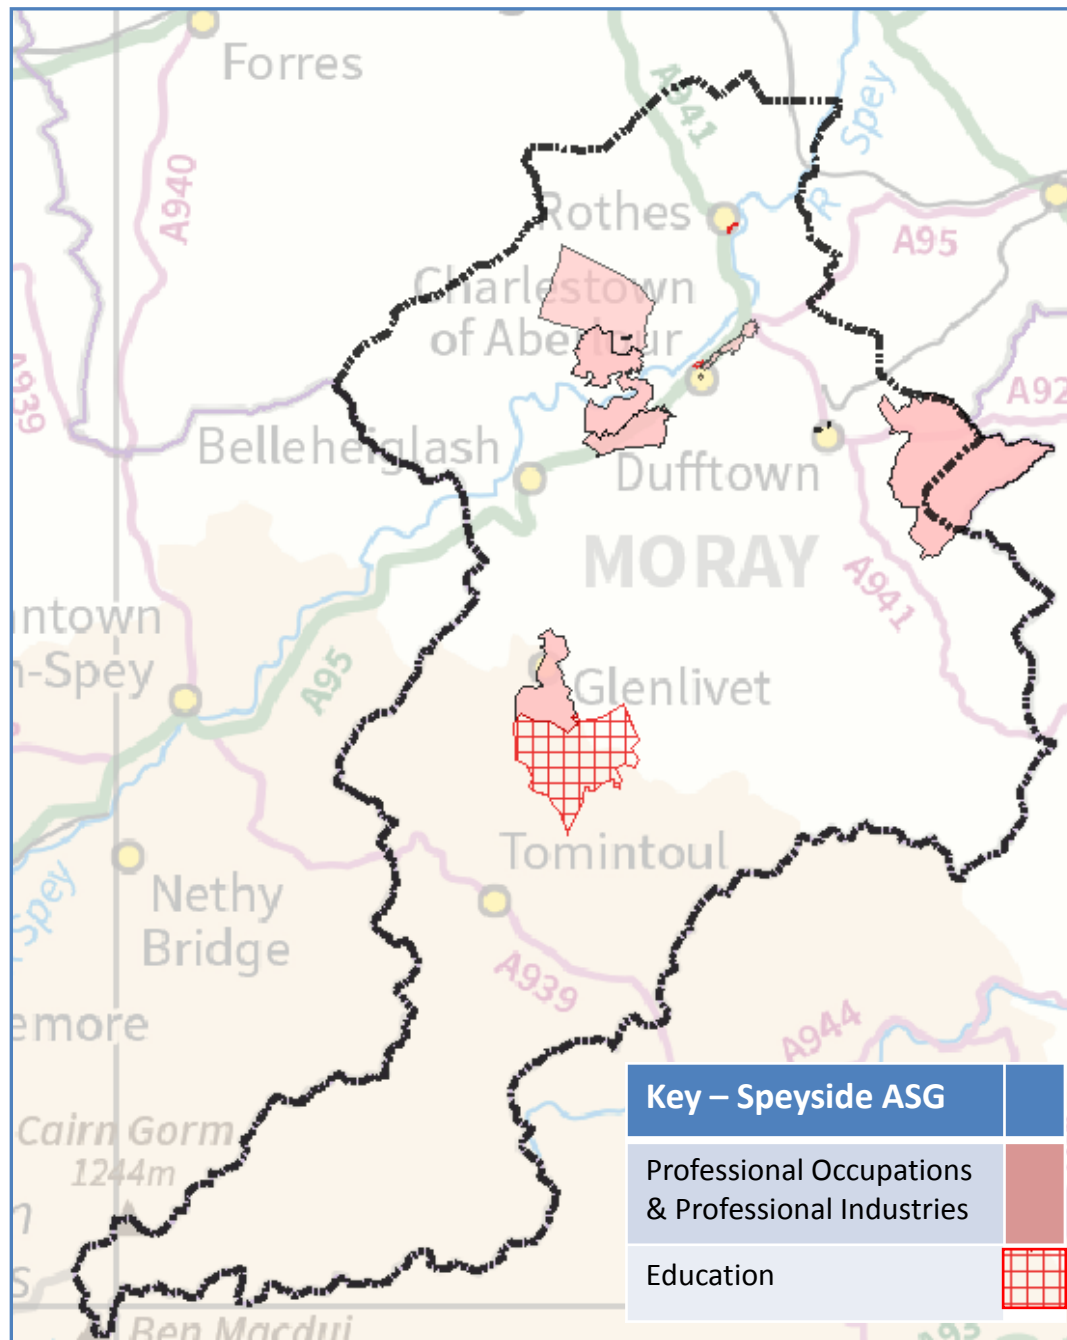 Forres
A941
Spey
R
A940
Rothes
A95
Charlestown
of Aberlour
A939
A92
Belleheiglash
Dufftown
MORAY
A941
ntown
n-Spey
A95
Glenlivet
Tomintoul
Nethy
Bridge
Spey
A939
emore
A944
Cairn Gorm
1244m
n
s
Ben Macdui
Key – Speyside ASG
Professional Occupations
& Professional Industries
Education
A93